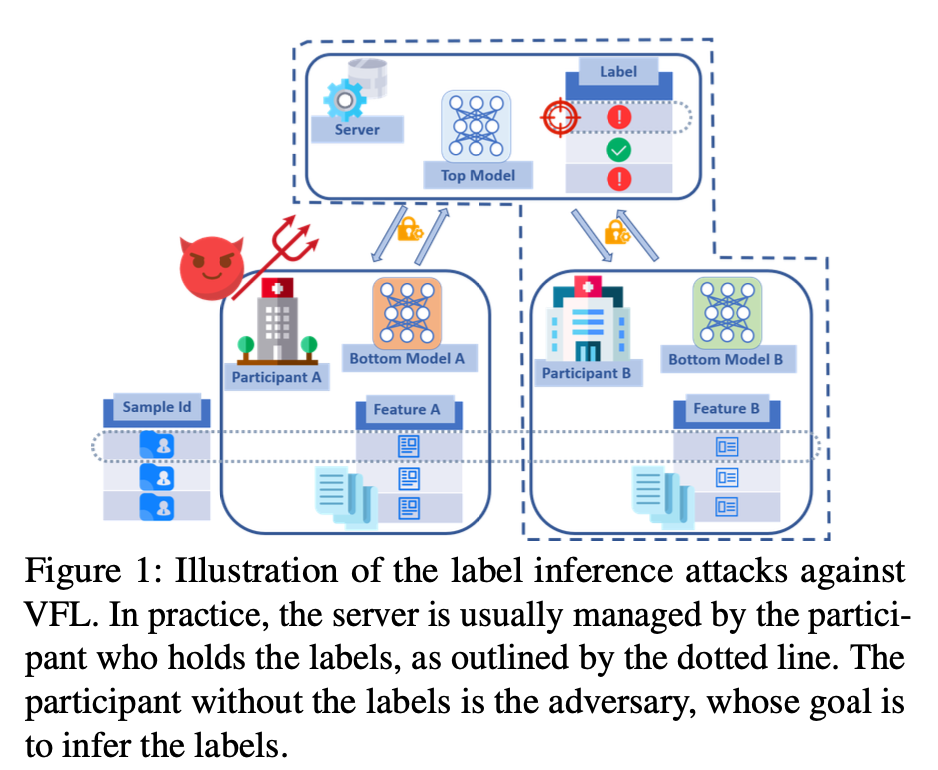 Label
Server
Top Model
Participant A
Bottom Model A
Participant B
Bottom Model B
Sample Id
Feature A
Feature B
Figure 1: Illustration of the label inference attacks against
VFL. In practice, the server is usually managed by the partici-
pant who holds the labels, as outlined by the dotted line. The
participant without the labels is the adversary, whose goal is
to infer the labels.